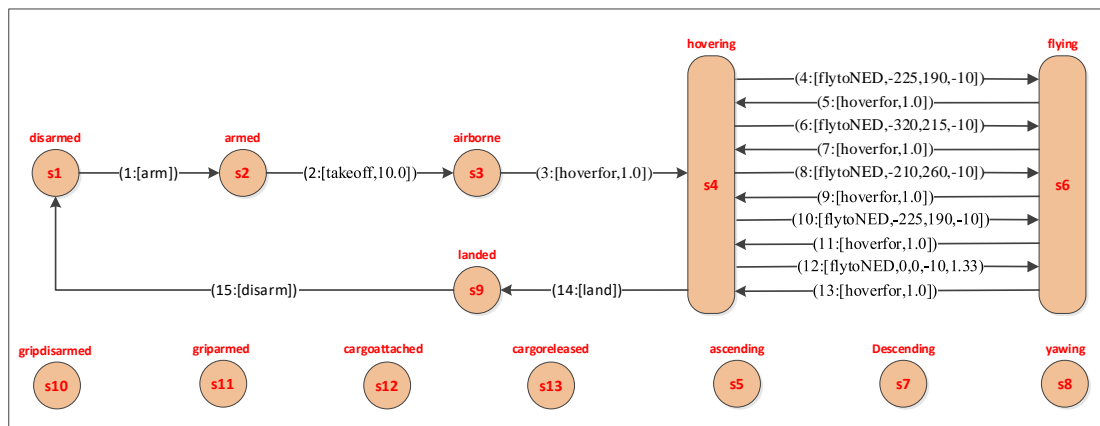 hovering
flying
(4:[flytoNED,-225,190,-10])
(5:[hoverfor,1.0])
(6:[flytoNED,-320,215,-10])
disarmed
armed
airborne
(7:[hoverfor,1.0])
s1
(1:[arm])
s2
(2:[takeoff,10.0])
s3
(3:[hoverfor,1.0])
s4
(8:[flytoNED,-210,260,-10])
s6
(9:[hoverfor,1.0])
(10:[flytoNED,-225,190,-10])
(11:[hoverfor,1.0])
landed
(12:[flytoNED,0,0,-10,1.33)
(15:[disarm])
s9
(14:[land])
(13:[hoverfor,1.0])
gripdisarmed
griparmed
cargoattached
cargoreleased
ascending
Descending
yawing
s10
s11
s12
s13
s5
s7
s8